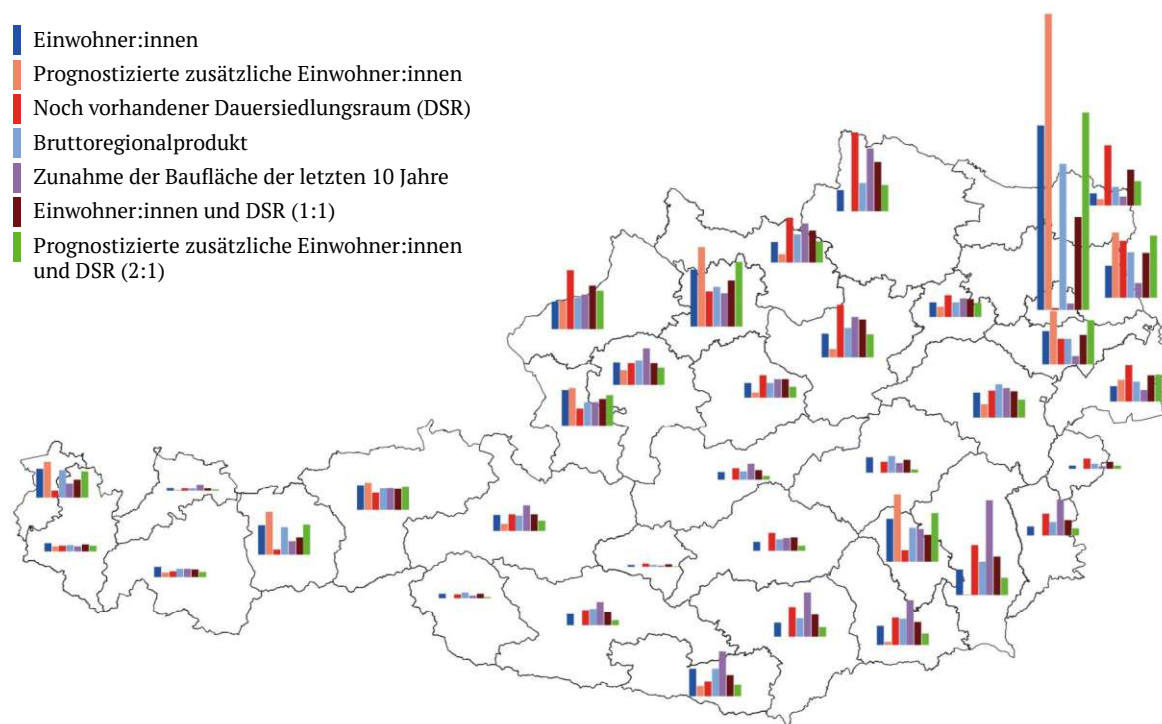 Einwohner:innen
Prognostizierte zusätzliche Einwohner:innen
Noch vorhandener Dauersiedlungsraum (DSR)
Bruttoregionalprodukt
Zunahme der Baufläche der letzten 10 Jahre
Einwohner:innen und DSR (1:1)
Prognostizierte zusätzliche Einwohner:innen
und DSR (2:1)